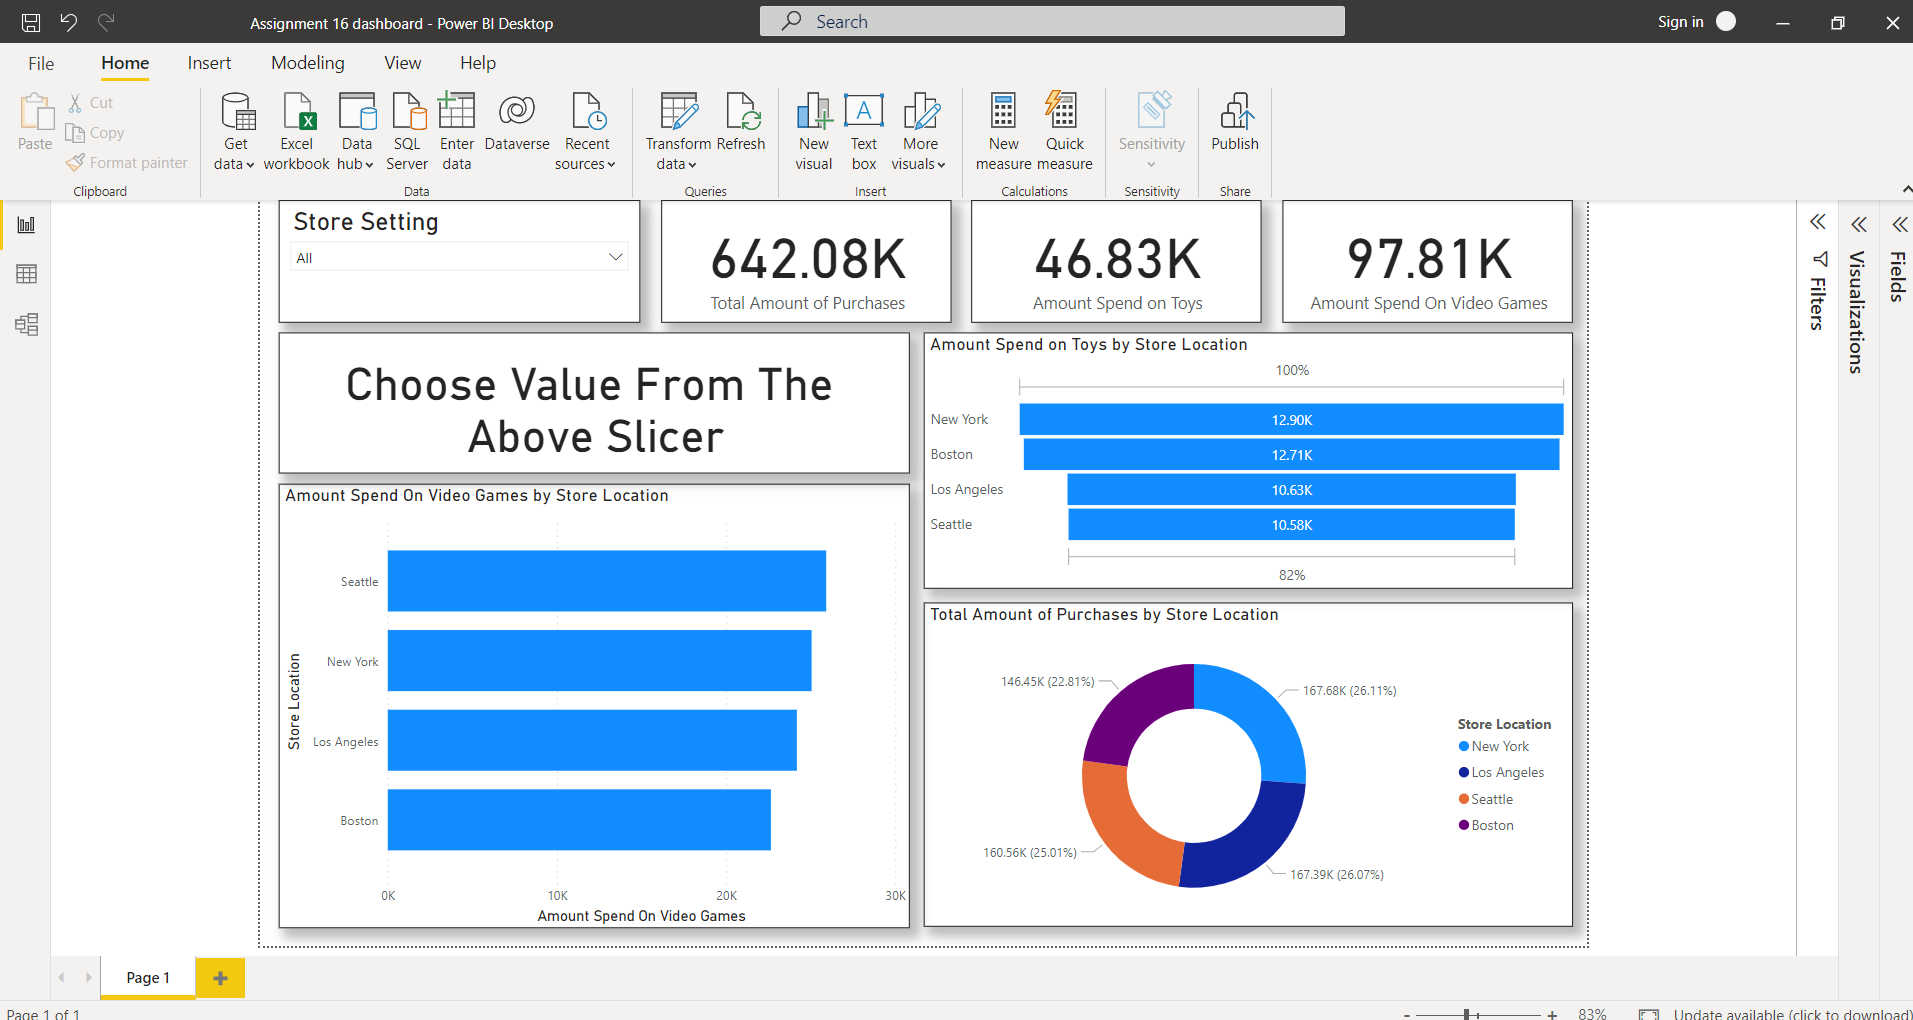 Assignment 16 dashboard - Power BI Desktop
Search
Sign in
File
Home
Insert
Modeling
View
Help
Paste
Cut
Copy
Format painter
Clipboard
Get data
Excel workbook
Data hub
SQL Server
Enter data
Dataverse
Recent sources
Data
Transform data
Refresh
Queries
New visual
Text box
More visuals
Insert
New measure
Quick measure
Calculations
Sensitivity
Sensitivity
Publish
Share
Store Setting
All
642.08K
Total Amount of Purchases
46.83K
Amount Spend on Toys
97.81K
Amount Spend On Video Games
Choose Value From The
Above Slicer
Amount Spend on Toys by Store Location
100%
New York 12.90K
Boston 12.71K
Los Angeles 10.63K
Seattle 10.58K
82%
Amount Spend On Video Games by Store Location
Store Location
Seattle
New York
Los Angeles
Boston
0K 10K 20K 30K
Amount Spend On Video Games
Total Amount of Purchases by Store Location
146.45K (22.81%)
167.68K (26.11%)
160.56K (25.01%)
167.39K (26.07%)
Store Location
New York
Los Angeles
Seattle
Boston
Filters
Visualizations
Fields
Page 1
Page 1 of 1
- + 83%
Update available (click to download)